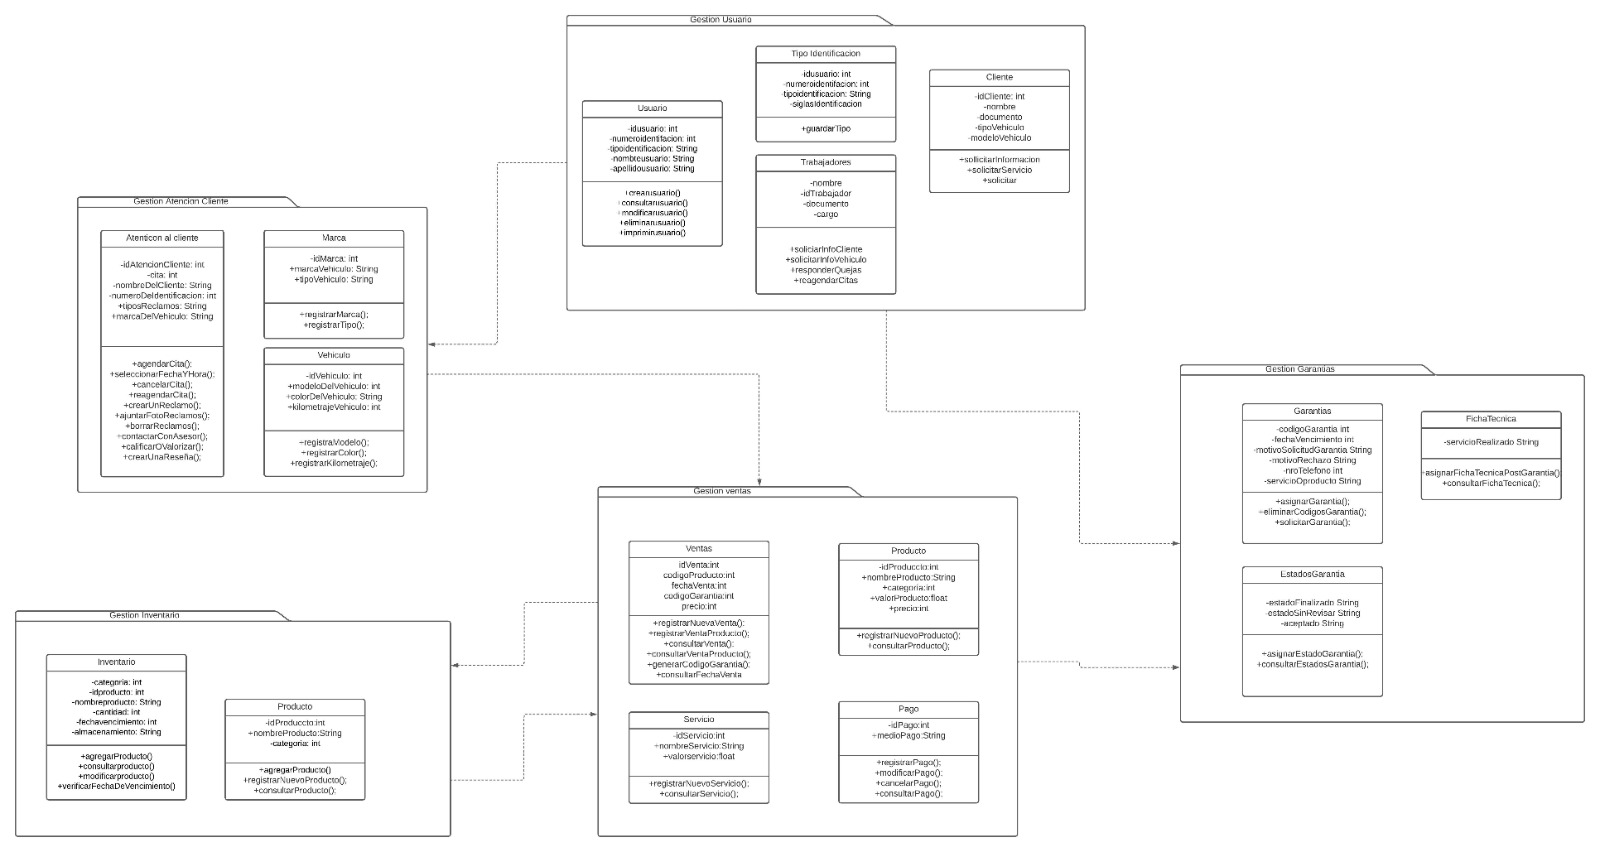 Gestion Usuario
Tipo Identificacion
-idusuario: int
-numeroidentifacion: int
-tipoidentificacion: String
-siglasIdentificacion
+guardarTipo
Cliente
-idCliente: int
-nombre
-documento
-tipoVehiculo
-modeloVehiculo
+sollicitarInformacion
+solicitarServicio
+solicitar
Usuario
-idusuario: int
-numeroidentifacion: int
-tipoidentificacion: String
-nombteusuario: String
-apellidousuario: String
+crearusuario()
+consultarusuario()
+modificarusuario()
+eliminarusuario()
+imprimirusuario()
Trabajadores
-nombre
-idTrabajador
-documento
-cargo
+soliciarInfoCliente
+solicitarInfoVehiculo
+responderQuejas
+reagendarCitas
Gestion Atencion Cliente
Atenticon al cliente
-idAtencionCliente: int
-cita: int
-nombreDelCliente: String
-numeroDeIdentificacion: int
+tiposReclamos: String
+marcaDelVehiculo: String
+agendarCita();
+seleccionarFechaYHora();
+cancelarCita();
+reagendarCita();
+crearUnReclamo();
+ajuntarFotoReclamos();
+borrarReclamos();
+contactarConAsesor();
+calificarOValorizar();
+crearUnaReseña();
Marca
-idMarca: int
+marcaVehiculo: String
+tipoVehiculo: String
+registrarMarca();
+registrarTipo();
Vehiculo
-idVehiculo: int
+modeloDelVehiculo: int
+colorDelVehiculo: String
+kilometrajeVehiculo: int
+registraModelo();
+registrarColor();
+registrarKilometraje();
Gestion Garantias
Garantias
-codigoGarantia int
-fechaVencimiento int
-motivoSolicitudGarantia String
-motivoRechazo String
-nroTelefono int
-servicioOproducto String
+asignarGarantia();
+eliminarCodigosGarantia();
+solicitarGarantia();
FichaTecnica
-servicioRealizado String
+asignarFichaTecnicaPostGarantia();
+consultarFichaTecnica();
EstadosGarantia
-estadoFinalizado String
-estadoSinRevisar String
-aceptado String
+asignarEstadoGarantia();
+consultarEstadosGarantia();
Gestion ventas
Ventas
idVenta:int
codigoProducto:int
fechaVenta:int
codigoGarantia:int
precio:int
+registrarNuevaVenta();
+registrarVentaProducto();
+consultarVenta();
+consultarVentaProducto();
+generarCodigoGarantia();
+consultarFechaVenta
Producto
-idProduccto:int
+nombreProducto:String
+categoria:int
+valorProducto:float
+precio:int
+registrarNuevoProducto();
+consultarProducto();
Servicio
-idServicio:int
+nombreServicio:String
+valorservicio:float
+registrarNuevoServicio();
+consultarServicio();
Pago
-idPago:int
+medioPago:String
+registrarPago();
+modificarPago();
+cancelarPago();
+consultarPago();
Gestion Inventario
Inventario
-categoria: int
-idproducto: int
-nombreproducto: String
-cantidad: int
-fechavencimiento: int
-almacenamiento: String
+agregarProducto()
+consultarproducto()
+modificarproducto()
+verificarFechaDeVencimiento()
Producto
-idProduccto:int
+nombreProducto:String
-categoria: int
+agregarProducto()
+registrarNuevoProducto();
+consultarProducto();